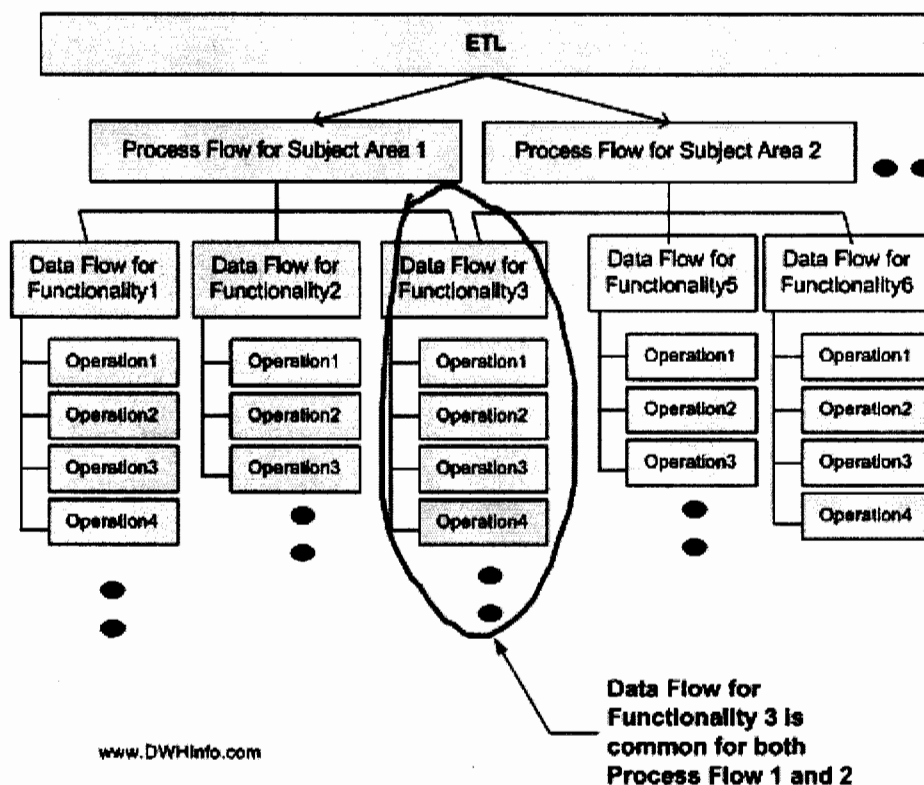 ETL
Process Flow for Subject Area 1
Process Flow for Subject Area 2
Data Flow for
Functionality1
Data Flow for
Functionality2
Data Flow for
Functionality3
Data Flow for
Functionality5
Data Flow for
Functionality6
Operation1
Operation2
Operation3
Operation4
Operation1
Operation2
Operation3
Operation1
Operation2
Operation3
Operation4
Operation1
Operation2
Operation3
Operation1
Operation2
Operation3
Operation4
Data Flow for
Functionality 3 is
common for both
Process Flow 1 and 2
www.DWHinfo.com